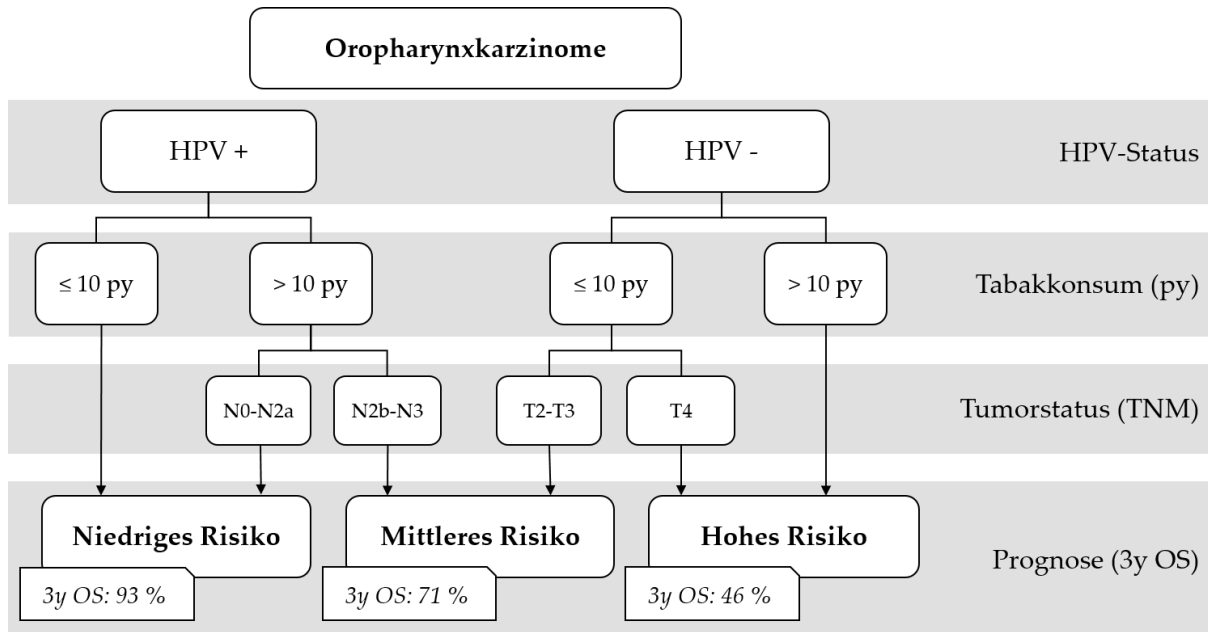 Oropharynxkarzinome
HPV +
HPV -
HPV-Status
≤ 10 py
> 10 py
≤ 10 py
> 10 py
Tabakkonsum (py)
N0-N2a
N2b-N3
T2-T3
T4
Tumorstatus (TNM)
Niedriges Risiko
Mittleres Risiko
Hohes Risiko
Prognose (3y OS)
3y OS: 93 %
3y OS: 71 %
3y OS: 46 %